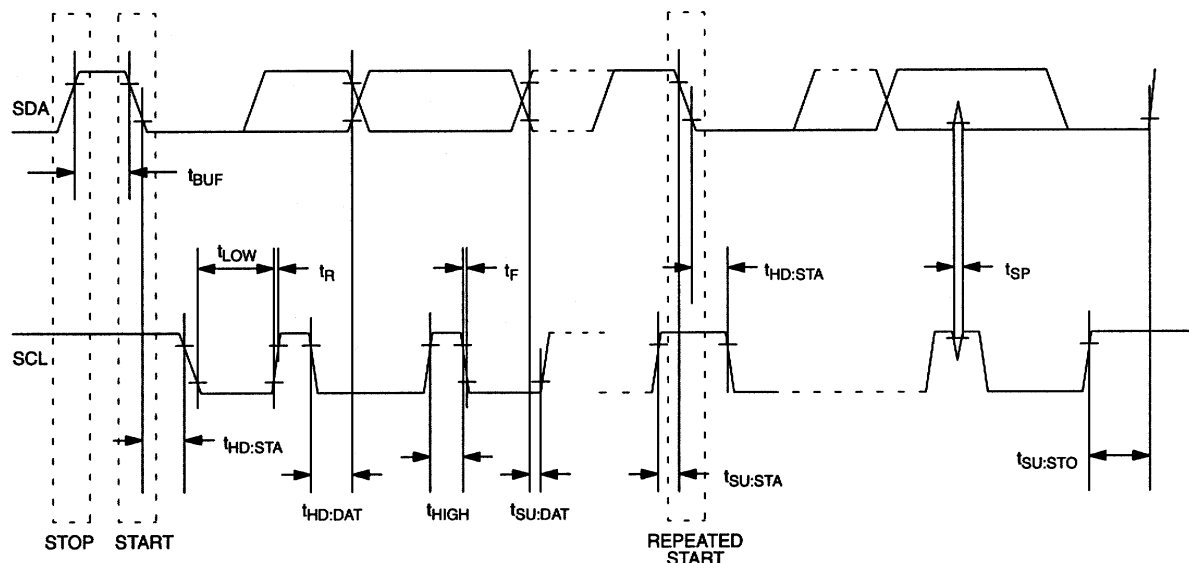 SDA
tBUF
tLOW
tR
tF
tHD:STA
tSP
SCL
tHD:STA
tSU:STA
tSU:STO
tHD:DAT
tHIGH
tSU:DAT
STOP
START
REPEATED
START